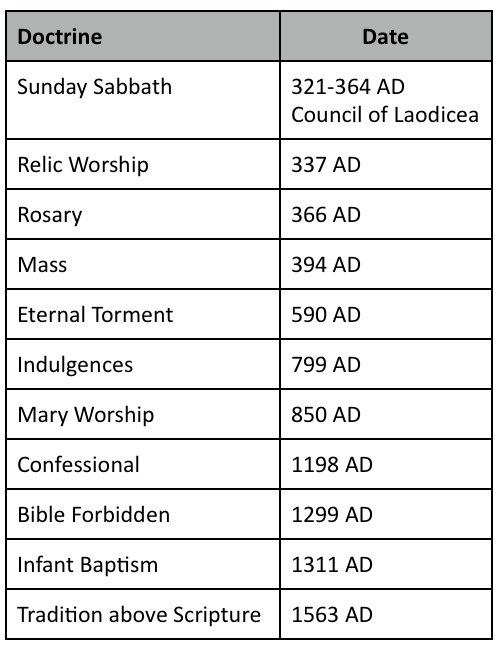 Doctrine Date
Sunday Sabbath 321-364 AD
Council of Laodicea
Relic Worship 337 AD
Rosary 366 AD
Mass 394 AD
Eternal Torment 590 AD
Indulgences 799 AD
Mary Worship 850 AD
Confessional 1198 AD
Bible Forbidden 1299 AD
Infant Baptism 1311 AD
Tradition above Scripture 1563 AD